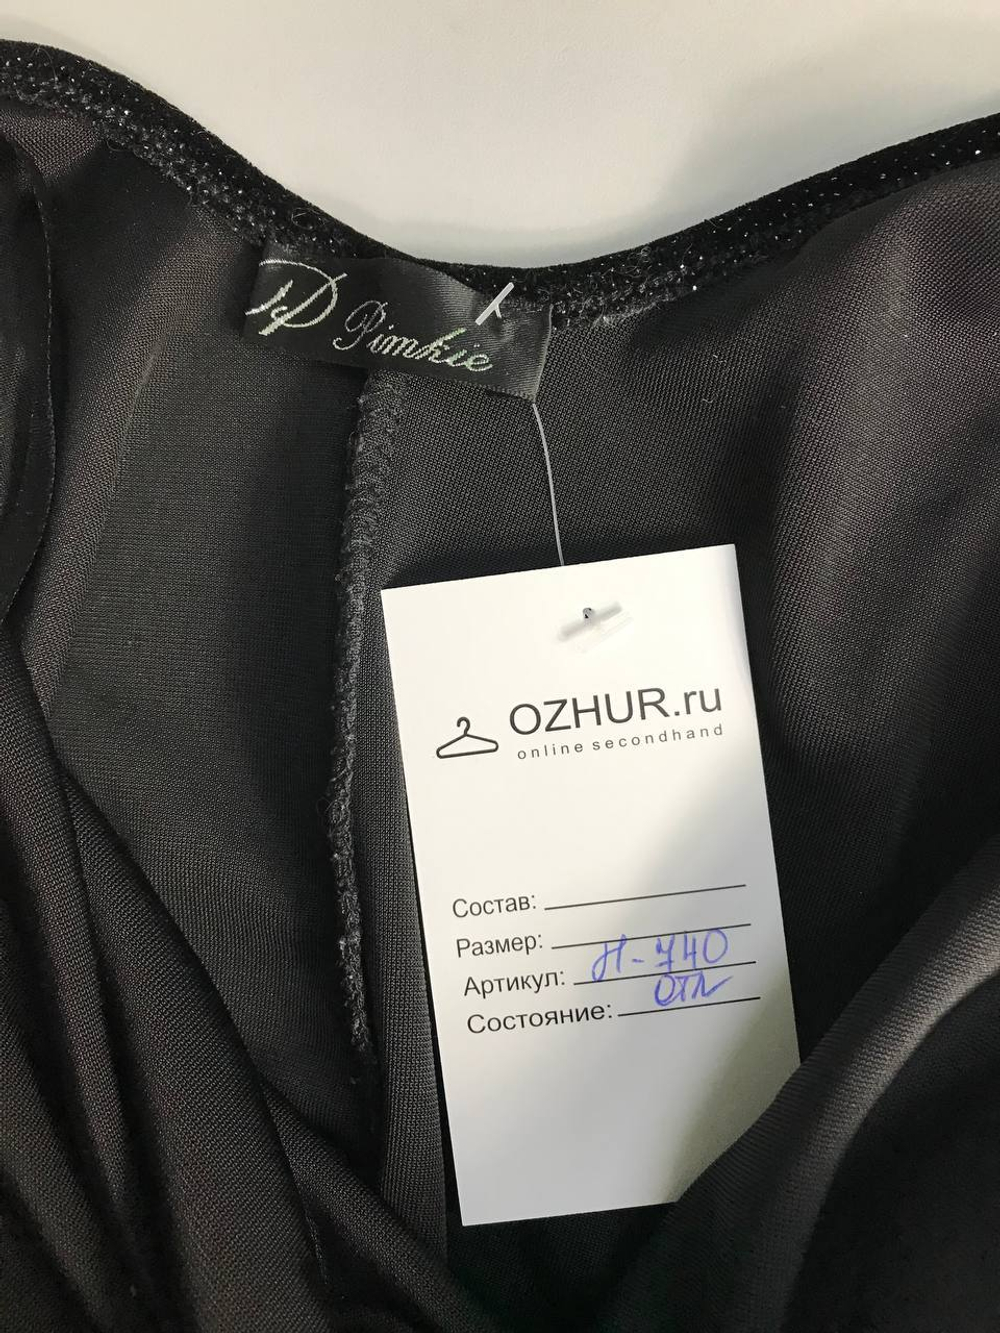 P Pimkie
OZHUR.ru
online secondhand
Состав:
Размер:
Артикул: Н-740
Состояние: отл